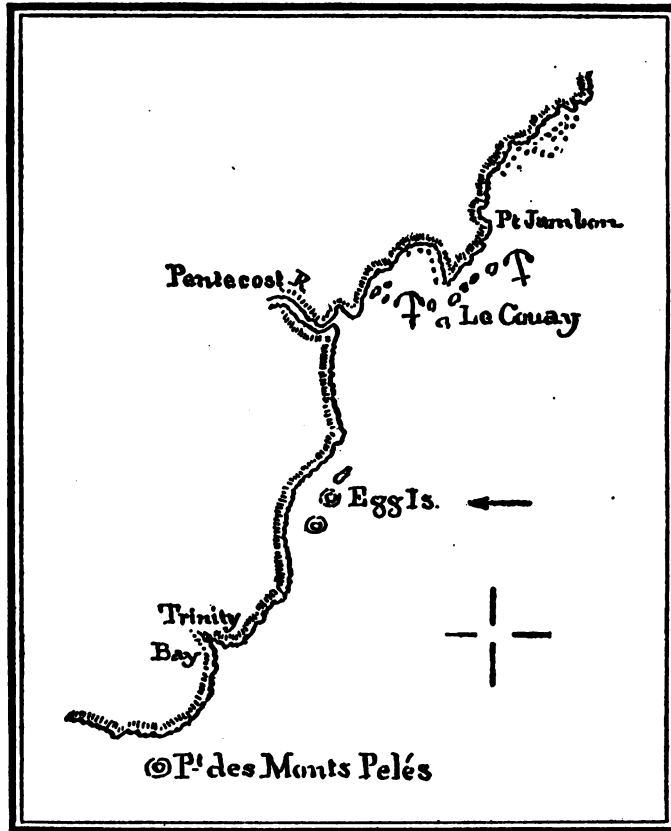 Pt Jambon
Pentecost R
Le Couay
Egg Is.
Trinity
Bay
Pt des Monts Pelés